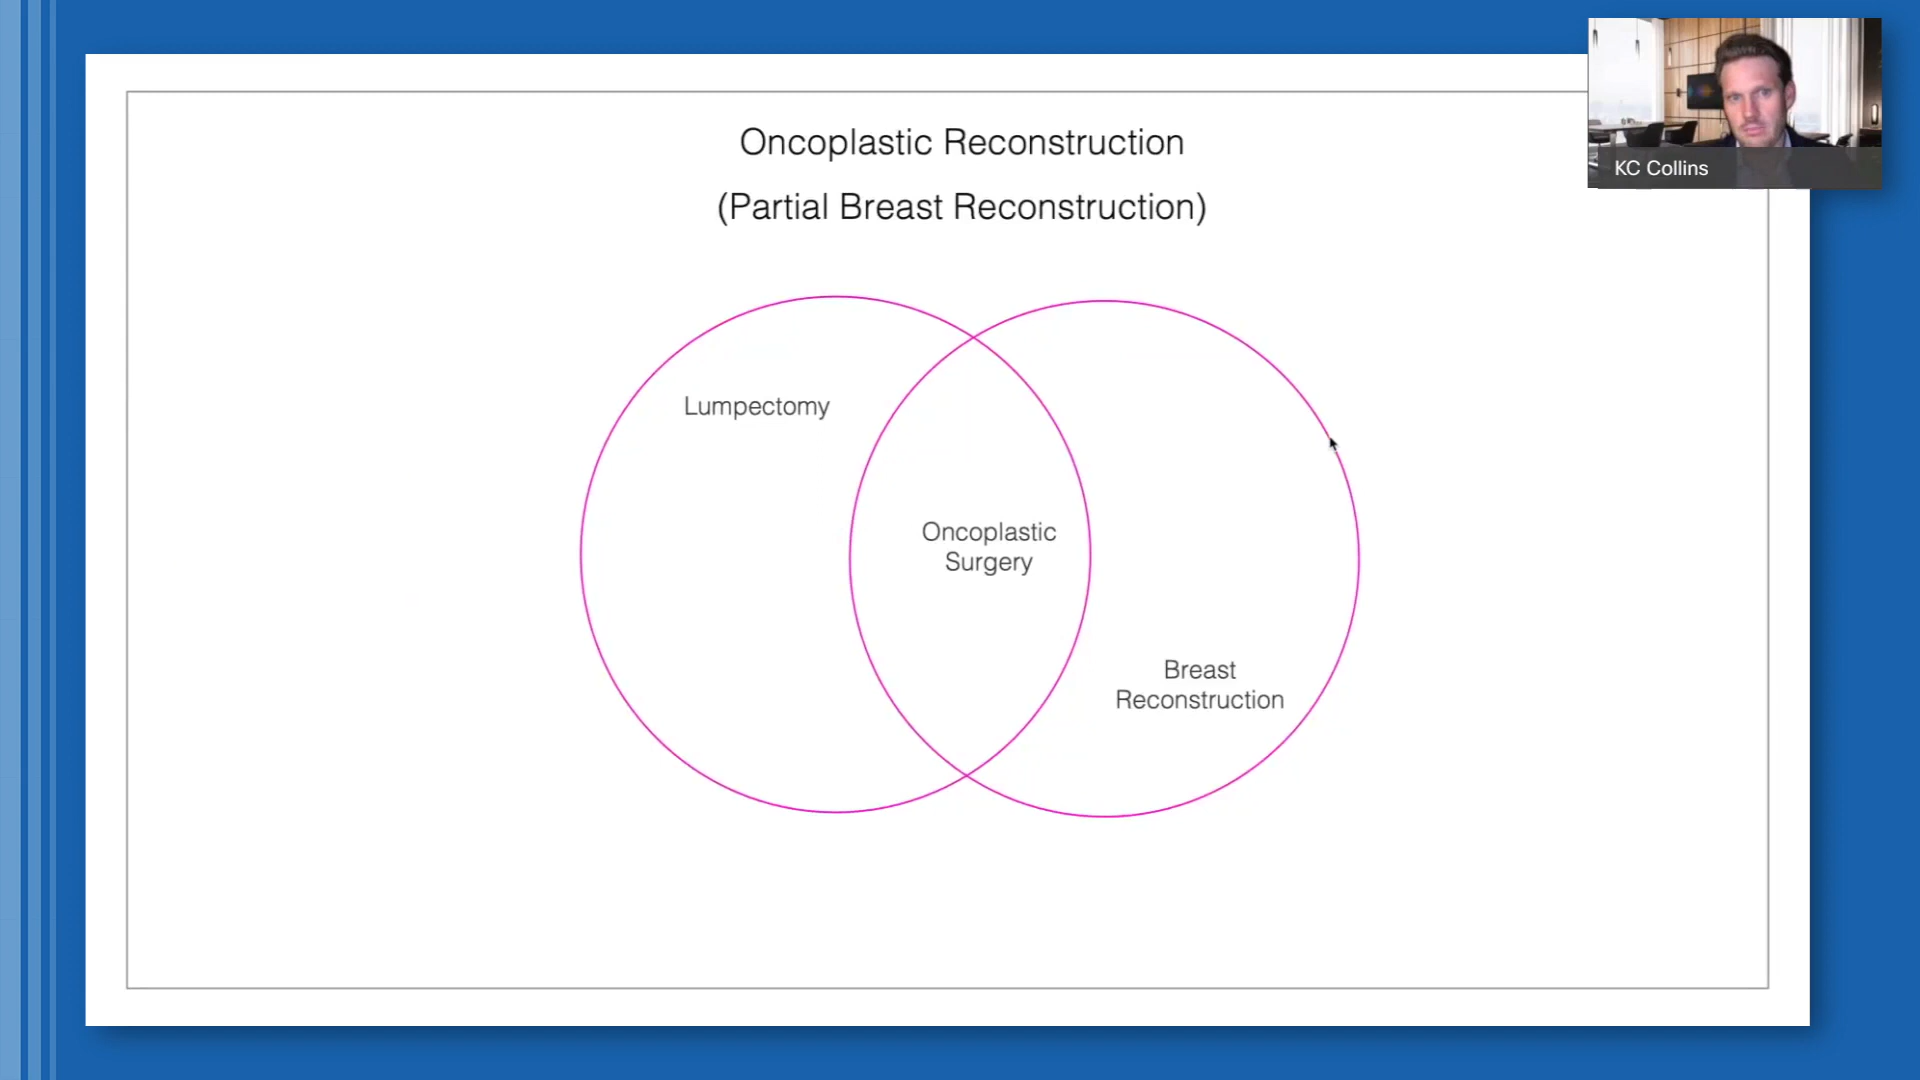 Oncoplastic Reconstruction
(Partial Breast Reconstruction)
KC Collins
Lumpectomy
Oncoplastic
Surgery
Breast
Reconstruction